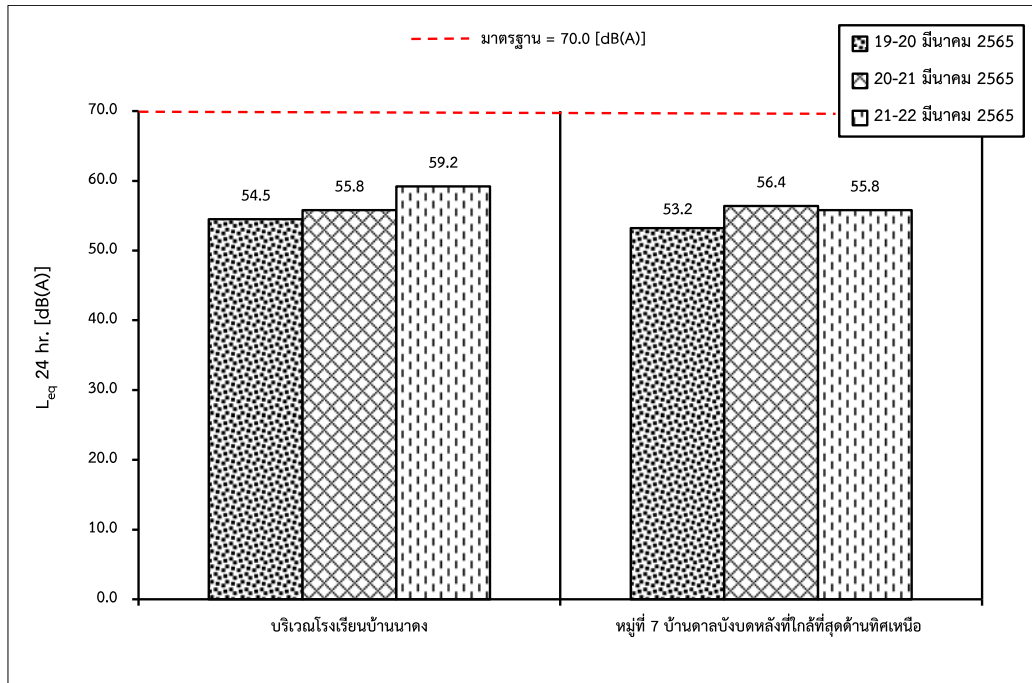 มาตรฐาน = 70.0 [dB(A)]
19-20 มีนาคม 2565
20-21 มีนาคม 2565
21-22 มีนาคม 2565
70.0
60.0
50.0
40.0
30.0
20.0
10.0
0.0
L_eq 24 hr. [dB(A)]
54.5
55.8
59.2
53.2
56.4
55.8
บริเวณโรงเรียนบ้านนาดง
หมู่ที่ 7 บ้านดาลบังบดหลังที่ใกล้ที่สุดด้านทิศเหนือ